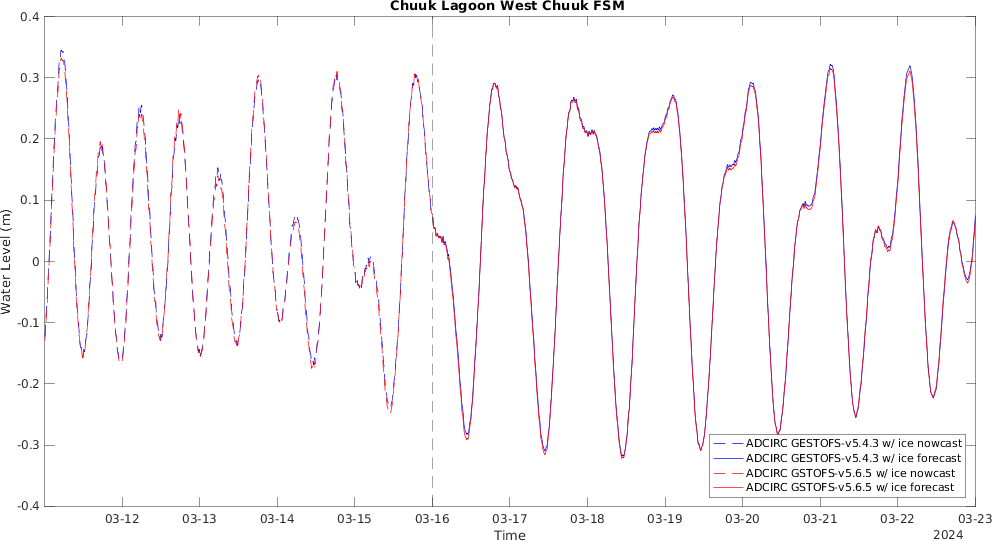 Chuuk Lagoon West Chuuk FSM
0.4
0.3
0.2
0.1
0
-0.1
-0.2
-0.3
-0.4
Water Level (m)
ADCIRC GESTOFS-v5.4.3 w/ ice nowcast
ADCIRC GESTOFS-v5.4.3 w/ ice forecast
ADCIRC GSTOFS-v5.6.5 w/ ice nowcast
ADCIRC GSTOFS-v5.6.5 w/ ice forecast
03-12 03-13 03-14 03-15 03-16 03-17 03-18 03-19 03-20 03-21 03-22 03-23
Time
2024